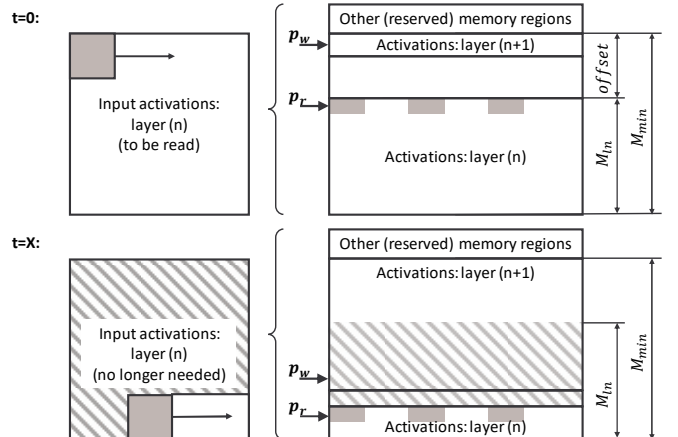 t=0:
Other (reserved) memory regions
p_w
Activations: layer (n+1)
offset
p_r
Input activations:
layer (n)
(to be read)
Activations: layer (n)
M_ln
M_min
t=X:
Other (reserved) memory regions
Activations: layer (n+1)
Input activations:
layer (n)
(no longer needed)
p_w
p_r
Activations: layer (n)
M_ln
M_min